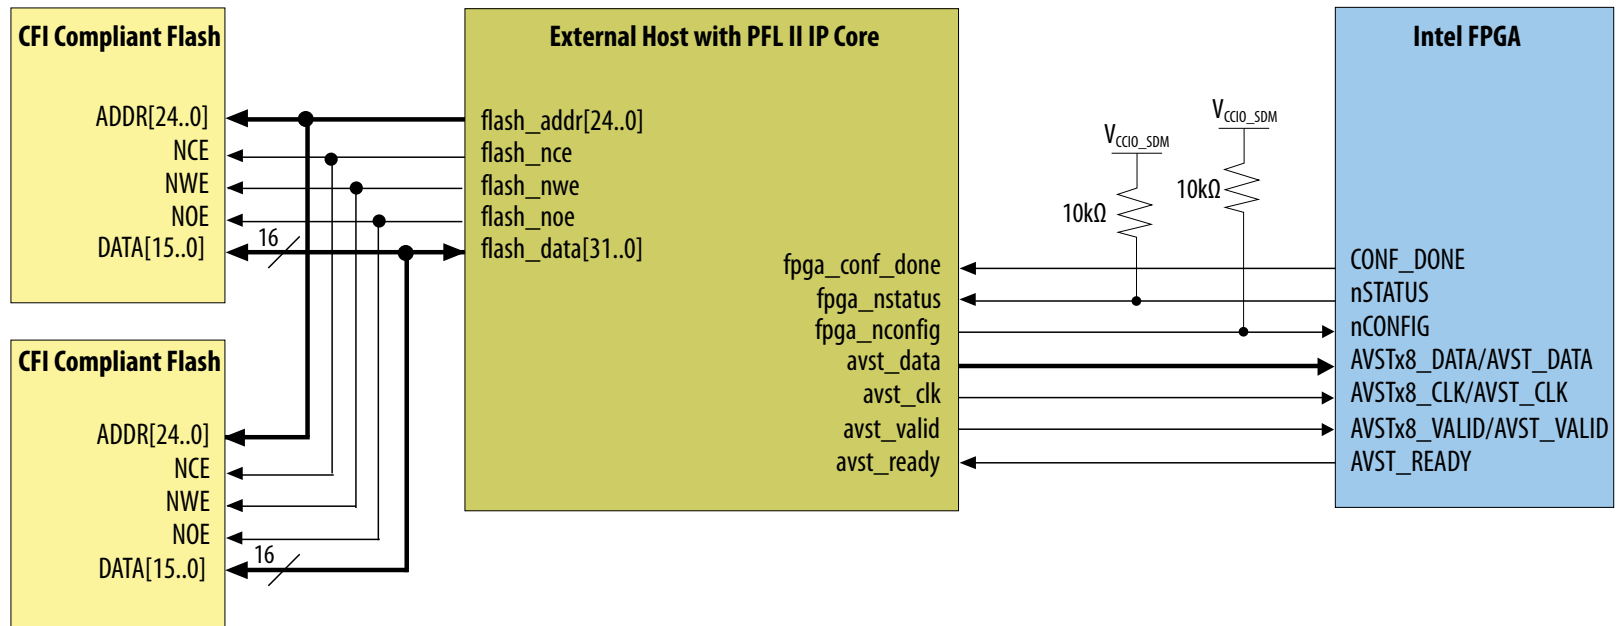 CFI Compliant Flash
ADDR[24..0]
NCE
NWE
NOE
DATA[15..0]
16
CFI Compliant Flash
ADDR[24..0]
NCE
NWE
NOE
DATA[15..0]
16
External Host with PFL II IP Core
flash_addr[24..0]
flash_nce
flash_nwe
flash_noe
flash_data[31..0]
fpga_conf_done
fpga_nstatus
fpga_nconfig
avst_data
avst_clk
avst_valid
avst_ready
VCCIO_SDM
10kΩ
VCCIO_SDM
10kΩ
Intel FPGA
CONF_DONE
nSTATUS
nCONFIG
AVSTx8_DATA/AVST_DATA
AVSTx8_CLK/AVST_CLK
AVSTx8_VALID/AVST_VALID
AVST_READY